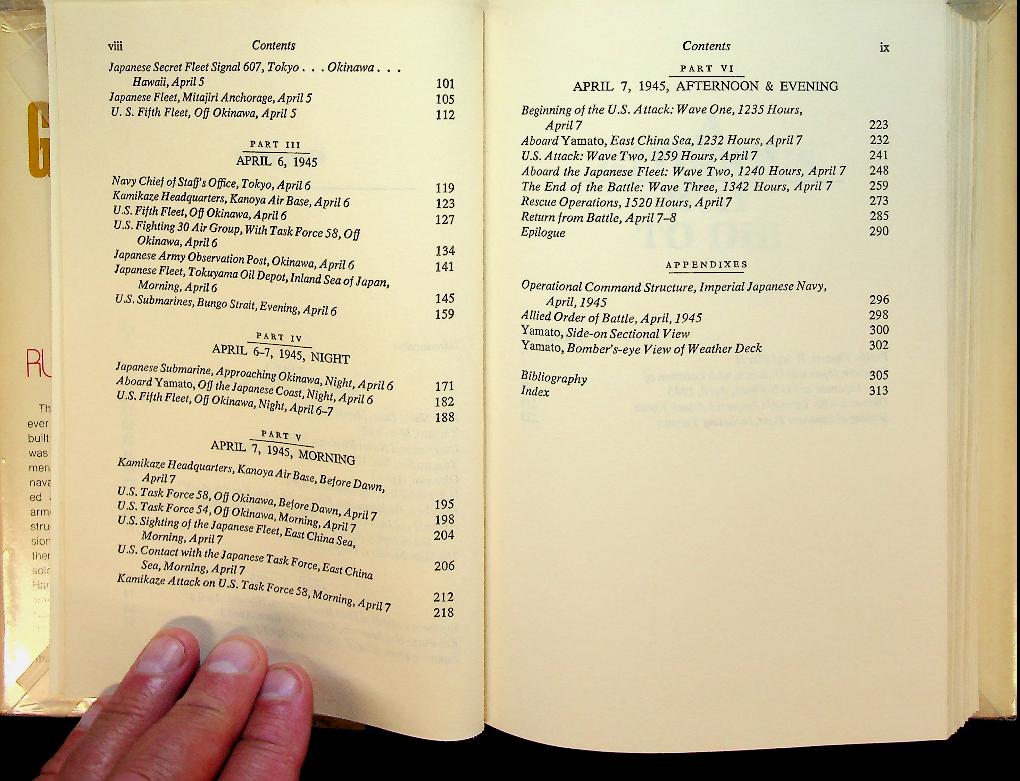 viii Contents
Japanese Secret Fleet Signal 607, Tokyo . . . Okinawa . . .
Hawaii, April 5 101
Japanese Fleet, Mitajiri Anchorage, April 5 105
U. S. Fifth Fleet, Off Okinawa, April 5 112
PART III
APRIL 6, 1945
Navy Chief of Staff's Office, Tokyo, April 6 119
Kamikaze Headquarters, Kanoya Air Base, April 6 123
U.S. Fifth Fleet, Off Okinawa, April 6 127
U.S. Fighting 30 Air Group, With Task Force 58, Off
Okinawa, April 6 134
Japanese Army Observation Post, Okinawa, April 6 141
Japanese Fleet, Tokuyama Oil Depot, Inland Sea of Japan,
Morning, April 6 145
U.S. Submarines, Bungo Strait, Evening, April 6 159
PART IV
APRIL 6–7, 1945, NIGHT
Japanese Submarine, Approaching Okinawa, Night, April 6 171
Aboard Yamato, Off the Japanese Coast, Night, April 6 182
U.S. Fifth Fleet, Off Okinawa, Night, April 6–7 188
PART V
APRIL 7, 1945, MORNING
Kamikaze Headquarters, Kanoya Air Base, Before Dawn,
April 7 195
U.S. Task Force 58, Off Okinawa, Before Dawn, April 7 198
U.S. Task Force 54, Off Okinawa, Morning, April 7 204
U.S. Sighting of the Japanese Fleet, East China Sea,
Morning, April 7 206
U.S. Contact with the Japanese Task Force, East China
Sea, Morning, April 7 212
Kamikaze Attack on U.S. Task Force 58, Morning, April 7 218
Contents ix
PART VI
APRIL 7, 1945, AFTERNOON & EVENING
Beginning of the U.S. Attack: Wave One, 1235 Hours,
April 7 223
Aboard Yamato, East China Sea, 1232 Hours, April 7 232
U.S. Attack: Wave Two, 1259 Hours, April 7 241
Aboard the Japanese Fleet: Wave Two, 1240 Hours, April 7 248
The End of the Battle: Wave Three, 1342 Hours, April 7 259
Rescue Operations, 1520 Hours, April 7 273
Return from Battle, April 7–8 285
Epilogue 290
APPENDIXES
Operational Command Structure, Imperial Japanese Navy,
April, 1945 296
Allied Order of Battle, April, 1945 298
Yamato, Side-on Sectional View 300
Yamato, Bomber's-eye View of Weather Deck 302
Bibliography 305
Index 313